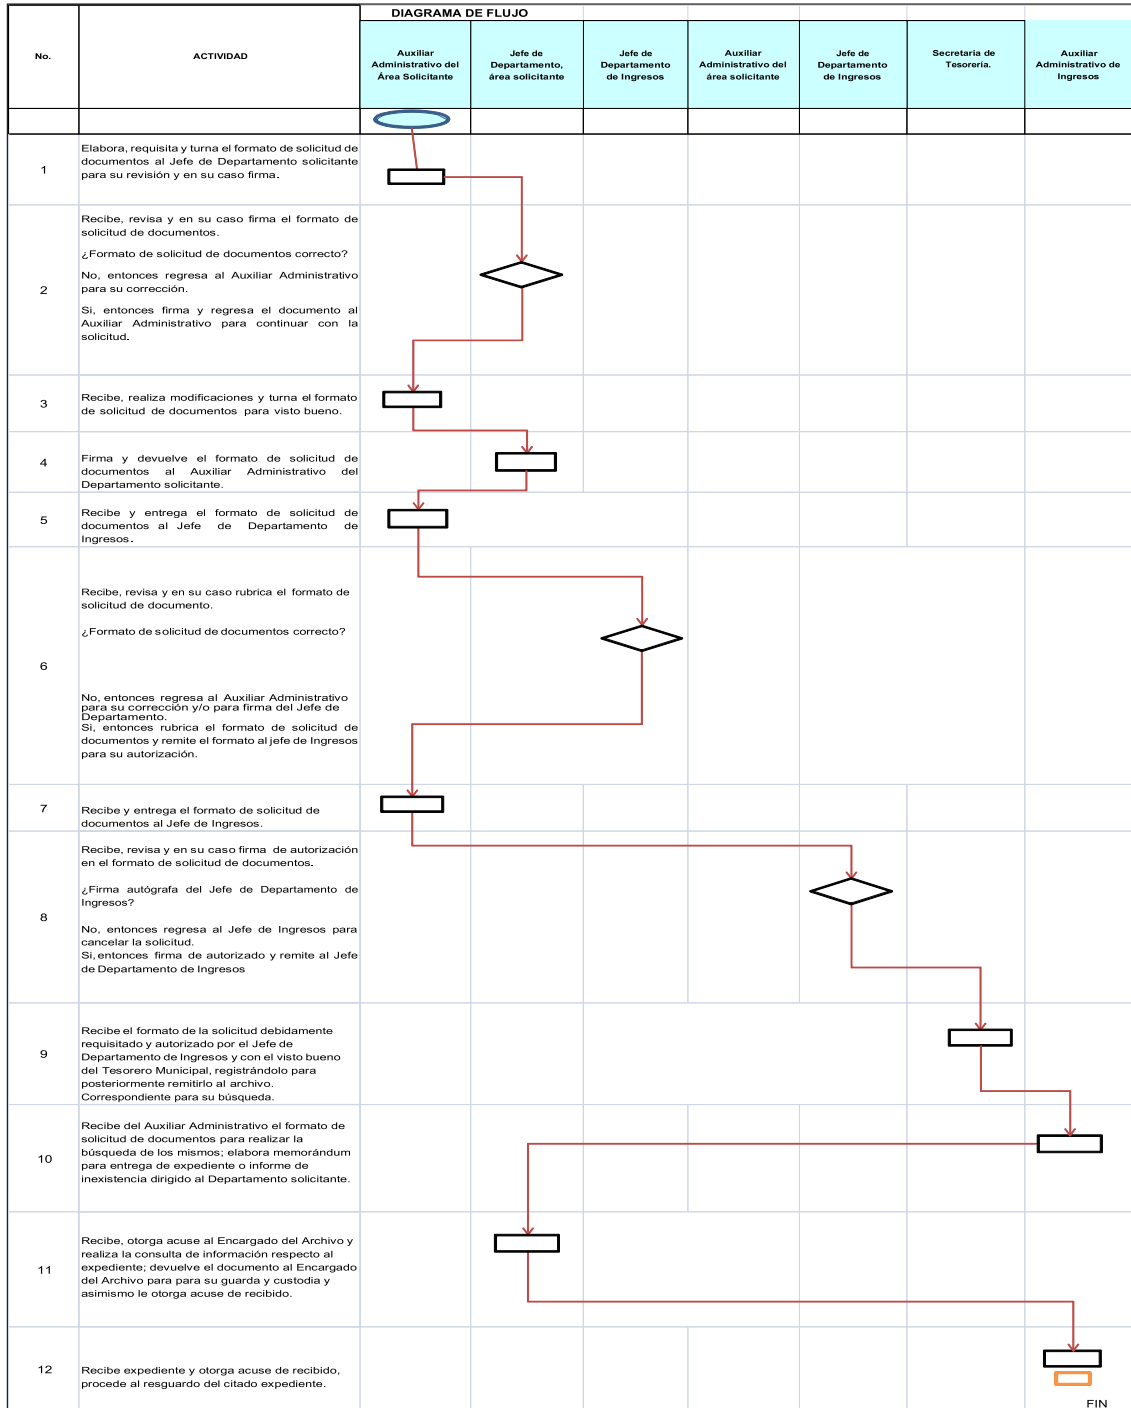 DIAGRAMA DE FLUJO
No.
ACTIVIDAD
Auxiliar
Administrativo del
Área Solicitante
Jefe de
Departamento,
área solicitante
Jefe de
Departamento
de Ingresos
Auxiliar
Administrativo del
área solicitante
Jefe de
Departamento
de Ingresos
Secretaria de
Tesorería.
Auxiliar
Administrativo de
Ingresos
1
Elabora, requisita y turna el formato de solicitud de
documentos al Jefe de Departamento solicitante
para su revisión y en su caso firma.
2
Recibe, revisa y en su caso firma el formato de
solicitud de documentos.
¿Formato de solicitud de documentos correcto?
No, entonces regresa al Auxiliar Administrativo
para su corrección.
Si, entonces firma y regresa el documento al
Auxiliar Administrativo para continuar con la
solicitud.
3
Recibe, realiza modificaciones y turna el formato
de solicitud de documentos para visto bueno.
4
Firma y devuelve el formato de solicitud de
documentos al Auxiliar Administrativo del
Departamento solicitante.
5
Recibe y entrega el formato de solicitud de
documentos al Jefe de Departamento de
Ingresos.
6
Recibe, revisa y en su caso rubrica el formato de
solicitud de documento.
¿Formato de solicitud de documentos correcto?
No, entonces regresa al Auxiliar Administrativo
para su corrección y/o para firma del Jefe de
Departamento.
Si, entonces rubrica el formato de solicitud de
documentos y remite el formato al jefe de Ingresos
para su autorización.
7
Recibe y entrega el formato de solicitud de
documentos al Jefe de Ingresos.
8
Recibe, revisa y en su caso firma de autorización
en el formato de solicitud de documentos.
¿Firma autógrafa del Jefe de Departamento de
Ingresos?
No, entonces regresa al Jefe de Ingresos para
cancelar la solicitud.
Si, entonces firma de autorizado y remite al Jefe
de Departamento de Ingresos
9
Recibe el formato de la solicitud debidamente
requisitado y autorizado por el Jefe de
Departamento de Ingresos y con el visto bueno
del Tesorero Municipal, registrándolo para
posteriormente remitirlo al archivo.
Correspondiente para su búsqueda.
10
Recibe del Auxiliar Administrativo el formato de
solicitud de documentos para realizar la
búsqueda de los mismos; elabora memorándum
para entrega de expediente o informe de
inexistencia dirigido al Departamento solicitante.
11
Recibe, otorga acuse al Encargado del Archivo y
realiza la consulta de información respecto al
expediente; devuelve el documento al Encargado
del Archivo para para su guarda y custodia y
asimismo le otorga acuse de recibido.
12
Recibe expediente y otorga acuse de recibido,
procede al resguardo del citado expediente.
FIN